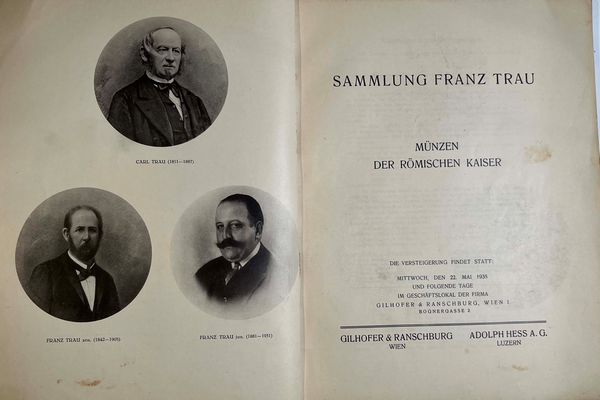 CARL TRAU (1811—1887)
FRANZ TRAU sen. (1842—1905)
FRANZ TRAU jun. (1881—1931)
SAMMLUNG FRANZ TRAU
MÜNZEN
DER RÖMISCHEN KAISER
DIE VERSTEIGERUNG FINDET STATT:
MITTWOCH, DEN 22. MAI 1935
UND FOLGENDE TAGE
IM GESCHÄFTSLOKAL DER FIRMA
GILHOFER & RANSCHBURG, WIEN I.
BOGNERGASSE 2
GILHOFER & RANSCHBURG
WIEN
ADOLPH HESS A. G.
LUZERN